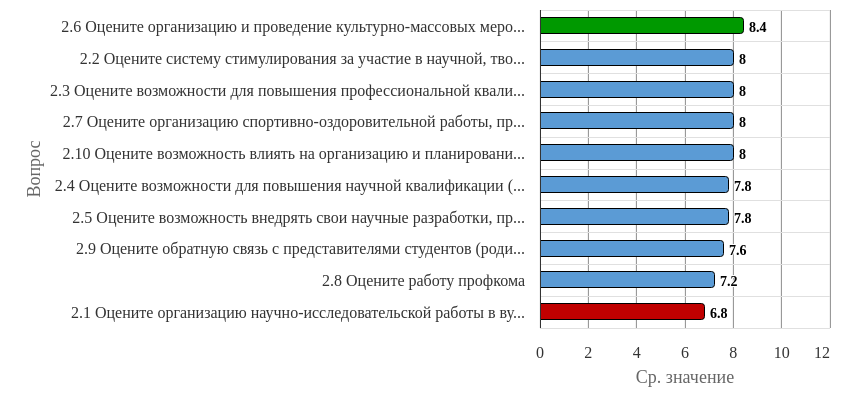 2.6 Оцените организацию и проведение культурно-массовых меро... 8.4
2.2 Оцените систему стимулирования за участие в научной, тво... 8
2.3 Оцените возможности для повышения профессиональной квали... 8
2.7 Оцените организацию спортивно-оздоровительной работы, пр... 8
2.10 Оцените возможность влиять на организацию и планировани... 8
2.4 Оцените возможности для повышения научной квалификации (... 7.8
2.5 Оцените возможность внедрять свои научные разработки, пр... 7.8
2.9 Оцените обратную связь с представителями студентов (роди... 7.6
2.8 Оцените работу профкома 7.2
2.1 Оцените организацию научно-исследовательской работы в ву... 6.8
Вопрос
0 2 4 6 8 10 12
Ср. значение